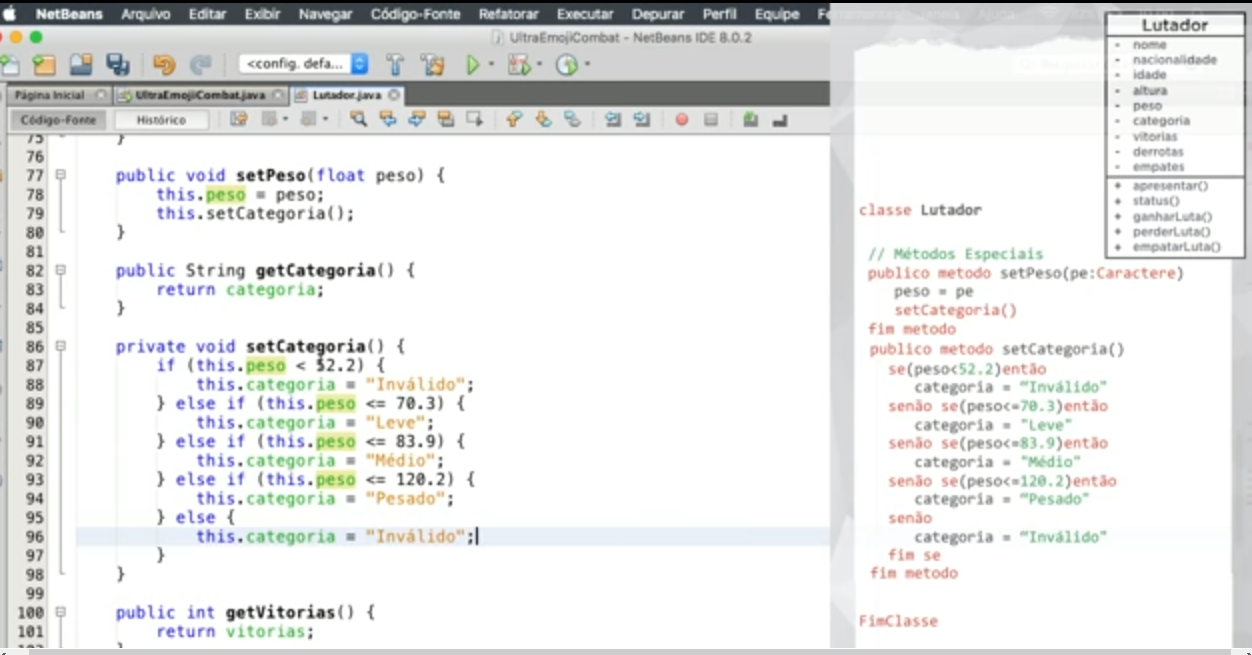 NetBeans Arquivo Editar Exibir Navegar Código-Fonte Refatorar Executar Depurar Perfil Equipe
UltraEmojiCombat - NetBeans IDE 8.0.2
<config. defa...
Página Inicial UltraEmojiCombat.java Lutador.java
Código-Fonte Histórico
75 }
76
77 public void setPeso(float peso) {
78 this.peso = peso;
79 this.setCategoria();
80 }
81
82 public String getCategoria() {
83 return categoria;
84 }
85
86 private void setCategoria() {
87 if (this.peso < 52.2) {
88 this.categoria = "Inválido";
89 } else if (this.peso <= 70.3) {
90 this.categoria = "Leve";
91 } else if (this.peso <= 83.9) {
92 this.categoria = "Médio";
93 } else if (this.peso <= 120.2) {
94 this.categoria = "Pesado";
95 } else {
96 this.categoria = "Inválido";
97 }
98 }
99
100 public int getVitorias() {
101 return vitorias;
Lutador
- nome
- nacionalidade
- idade
- altura
- peso
- categoria
- vitorias
- derrotas
- empates
+ apresentar()
+ status()
+ ganharLuta()
+ perderLuta()
+ empatarLuta()
classe Lutador
// Métodos Especiais
publico metodo setPeso(pe:Caractere)
peso = pe
setCategoria()
fim metodo
publico metodo setCategoria()
se(peso<52.2)então
categoria = "Inválido"
senão se(peso<=70.3)então
categoria = "Leve"
senão se(peso<=83.9)então
categoria = "Médio"
senão se(peso<=120.2)então
categoria = "Pesado"
senão
categoria = "Inválido"
fim se
fim metodo
FimClasse